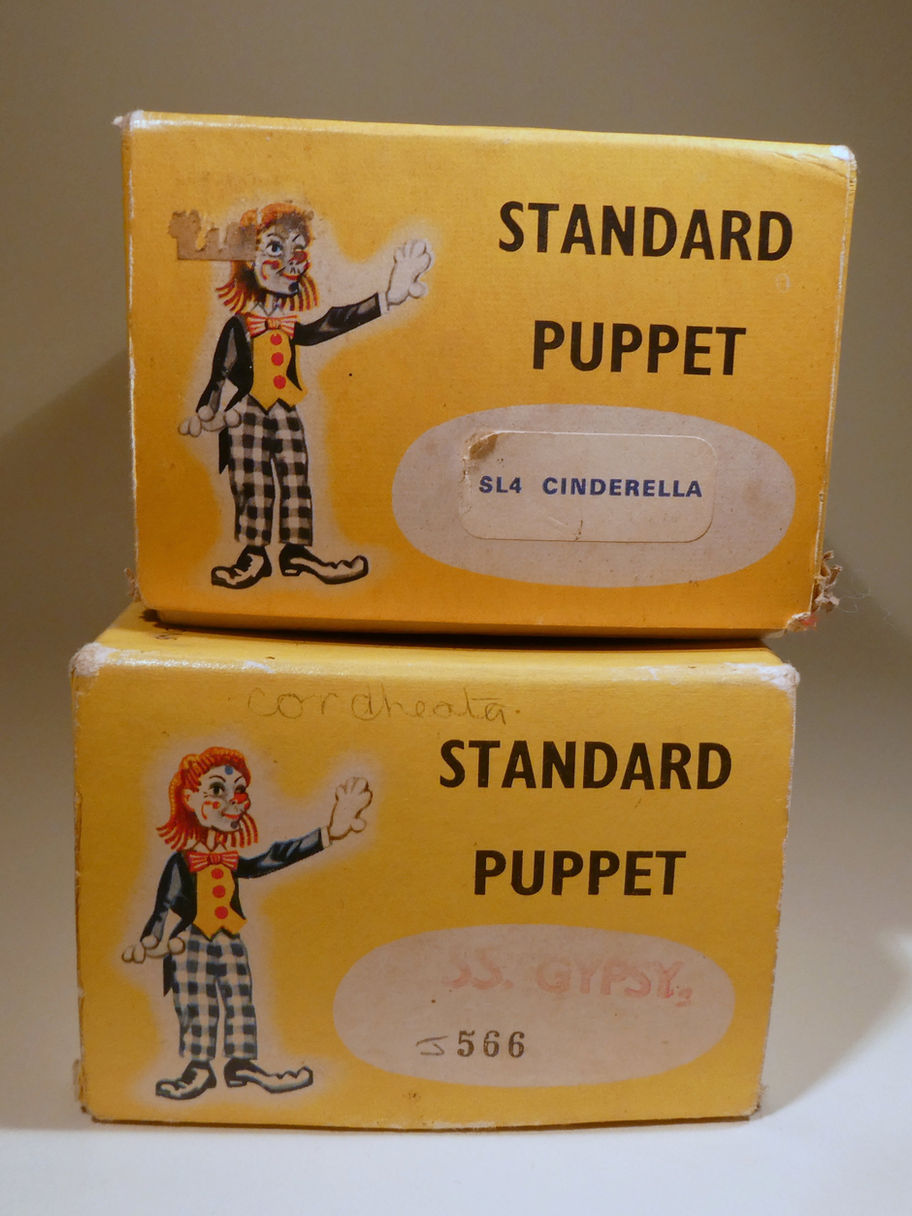 STANDARD
PUPPET
SL4 CINDERELLA
STANDARD
PUPPET
SS. GYPSY
566